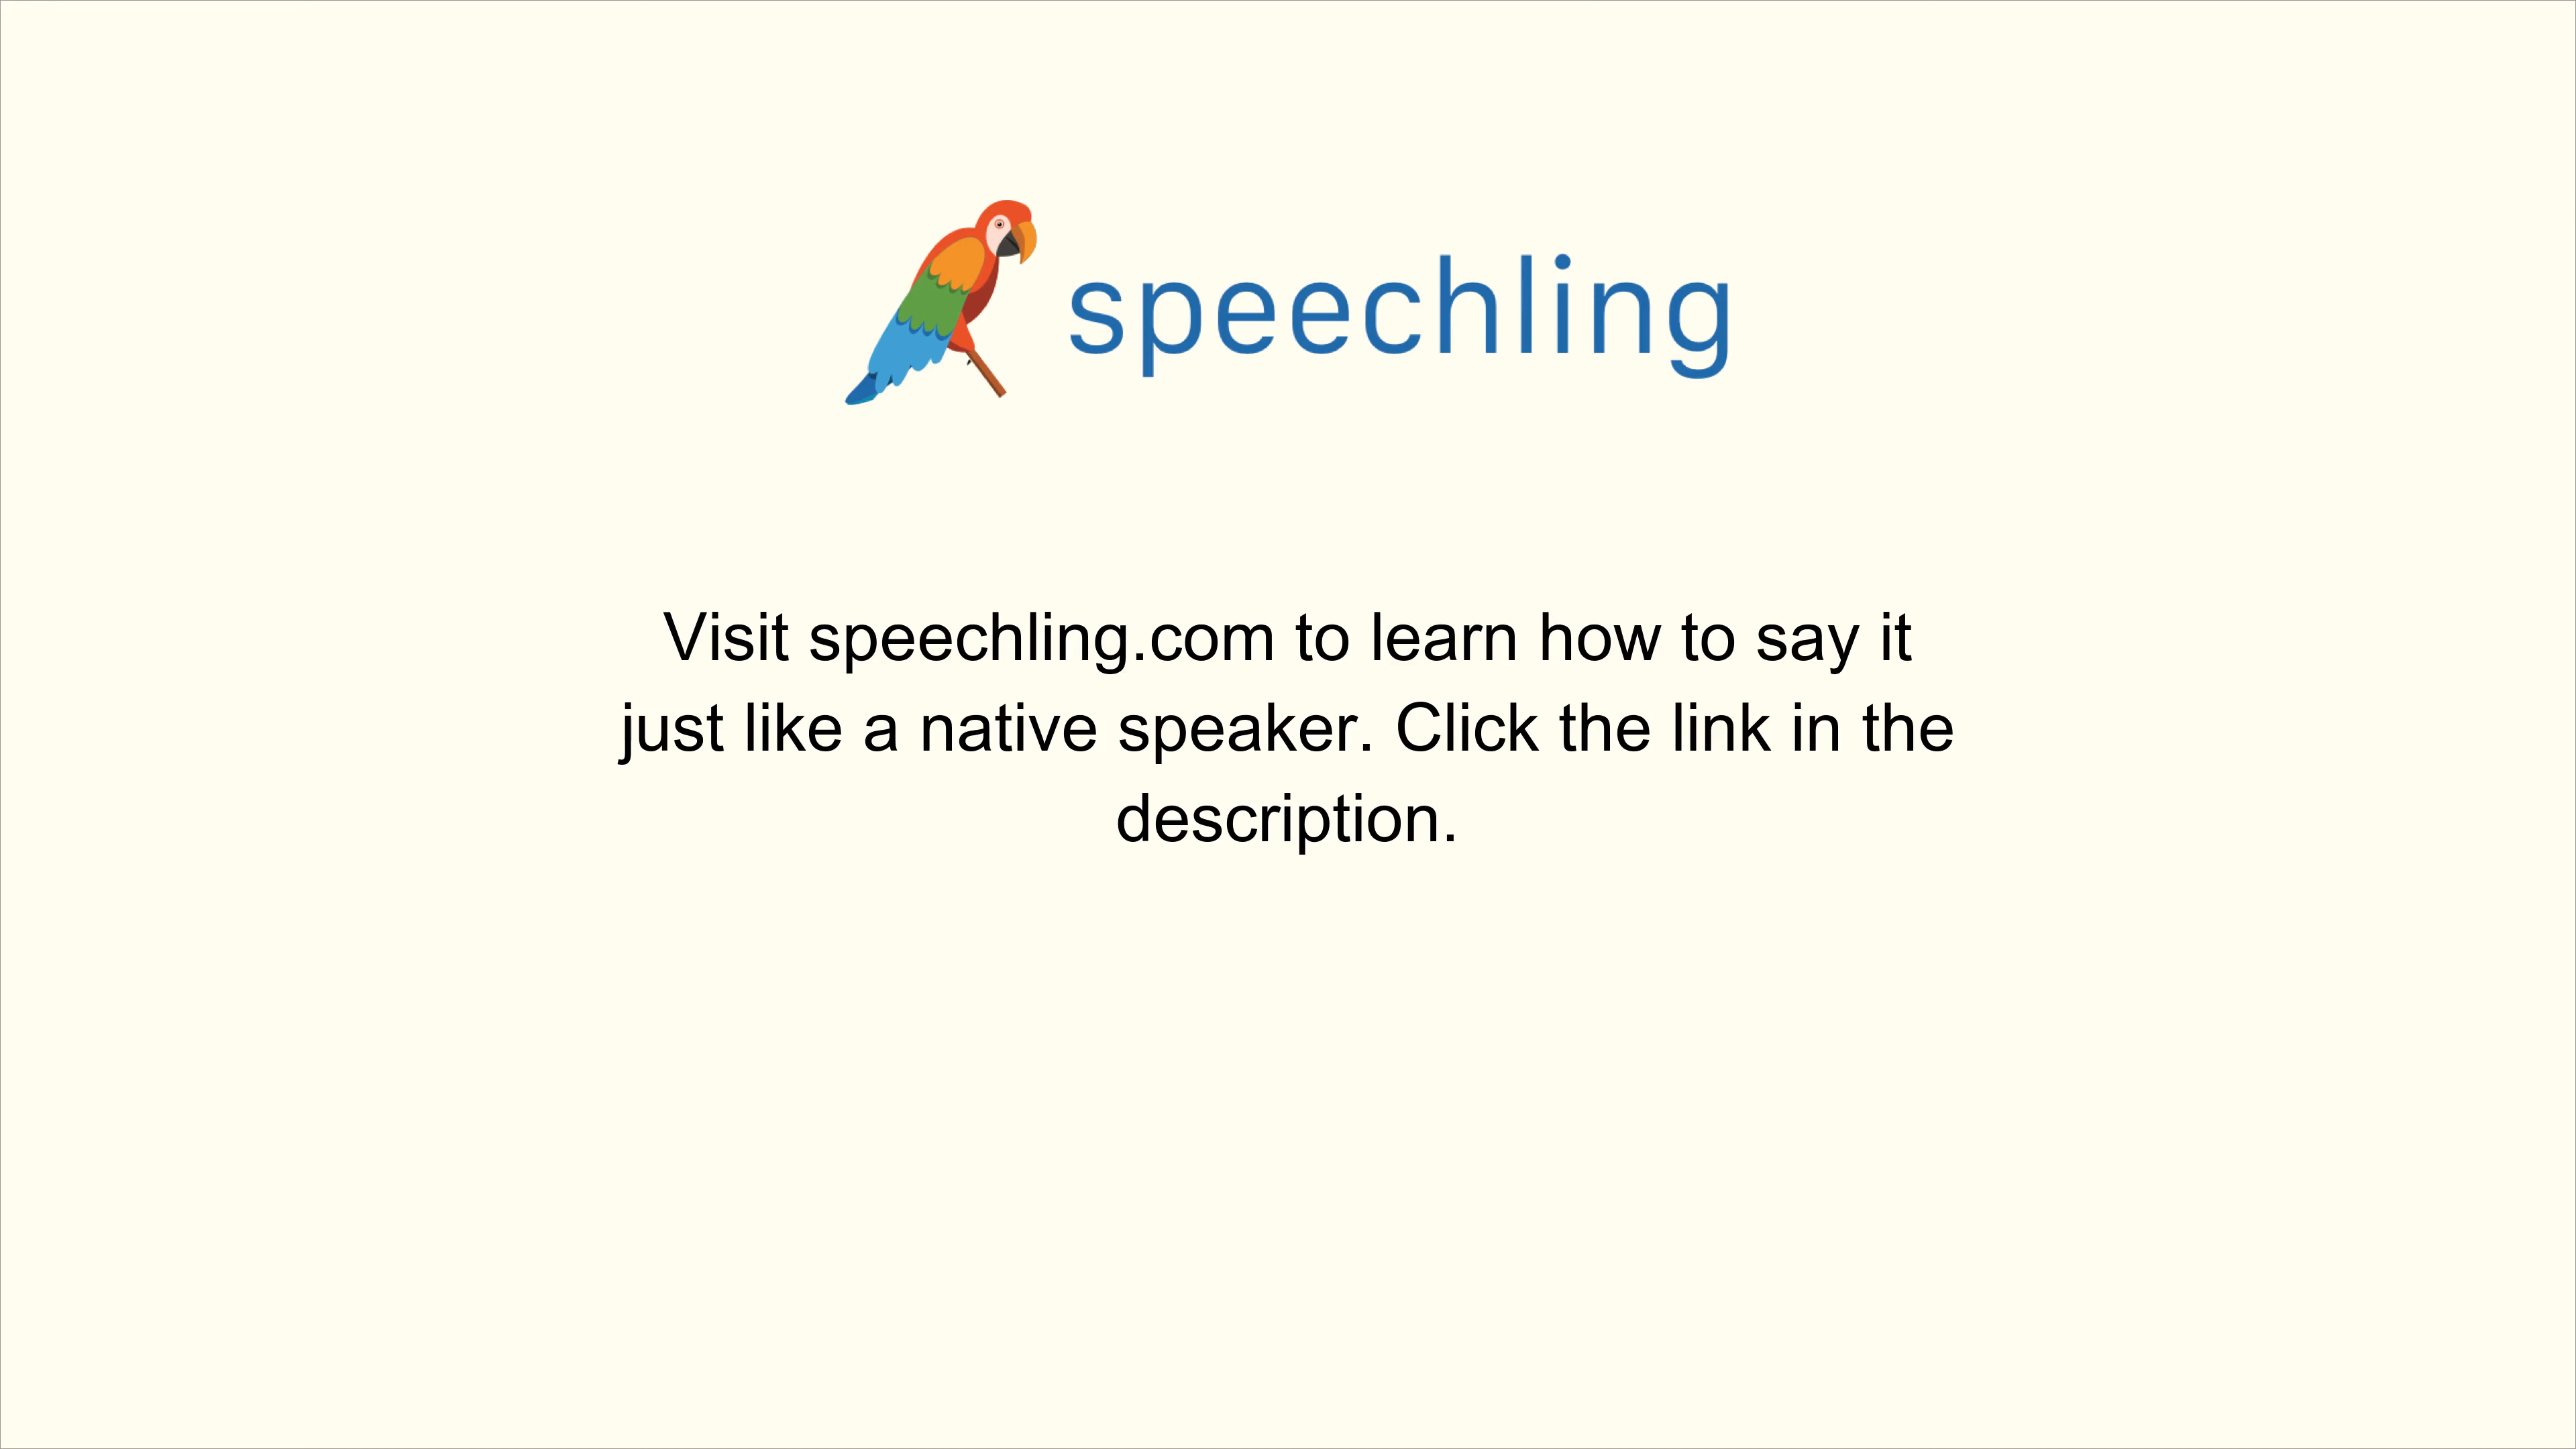 speechling
Visit speechling.com to learn how to say it
just like a native speaker. Click the link in the
description.